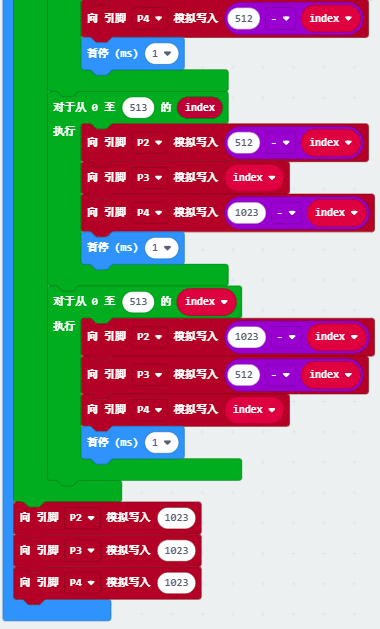 向 引脚 P4 模拟写入 512 - index
暂停 (ms) 1
对于从 0 至 513 的 index
执行
向 引脚 P2 模拟写入 512 - index
向 引脚 P3 模拟写入 index
向 引脚 P4 模拟写入 1023 - index
暂停 (ms) 1
对于从 0 至 513 的 index
执行
向 引脚 P2 模拟写入 1023 - index
向 引脚 P3 模拟写入 512 - index
向 引脚 P4 模拟写入 index
暂停 (ms) 1
向 引脚 P2 模拟写入 1023
向 引脚 P3 模拟写入 1023
向 引脚 P4 模拟写入 1023